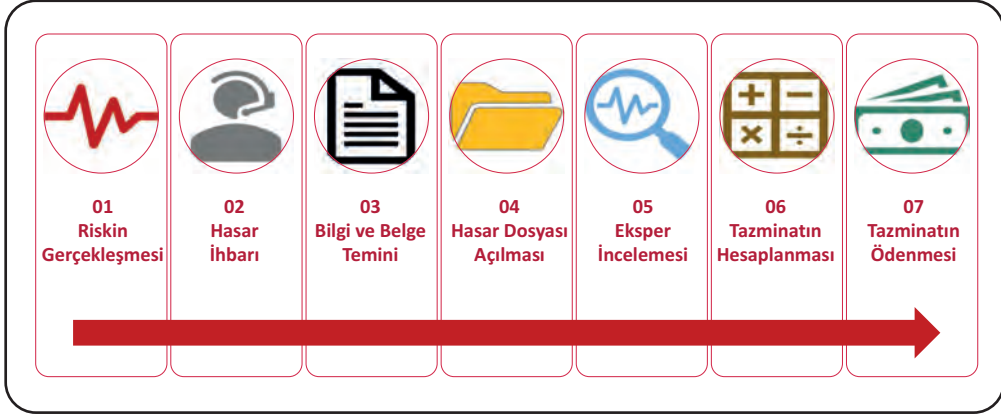 01
Riskin
Gerçekleşmesi
02
Hasar
İhbarı
03
Bilgi ve Belge
Temini
04
Hasar Dosyası
Açılması
05
Eksper
İncelemesi
06
Tazminatın
Hesaplanması
07
Tazminatın
Ödenmesi